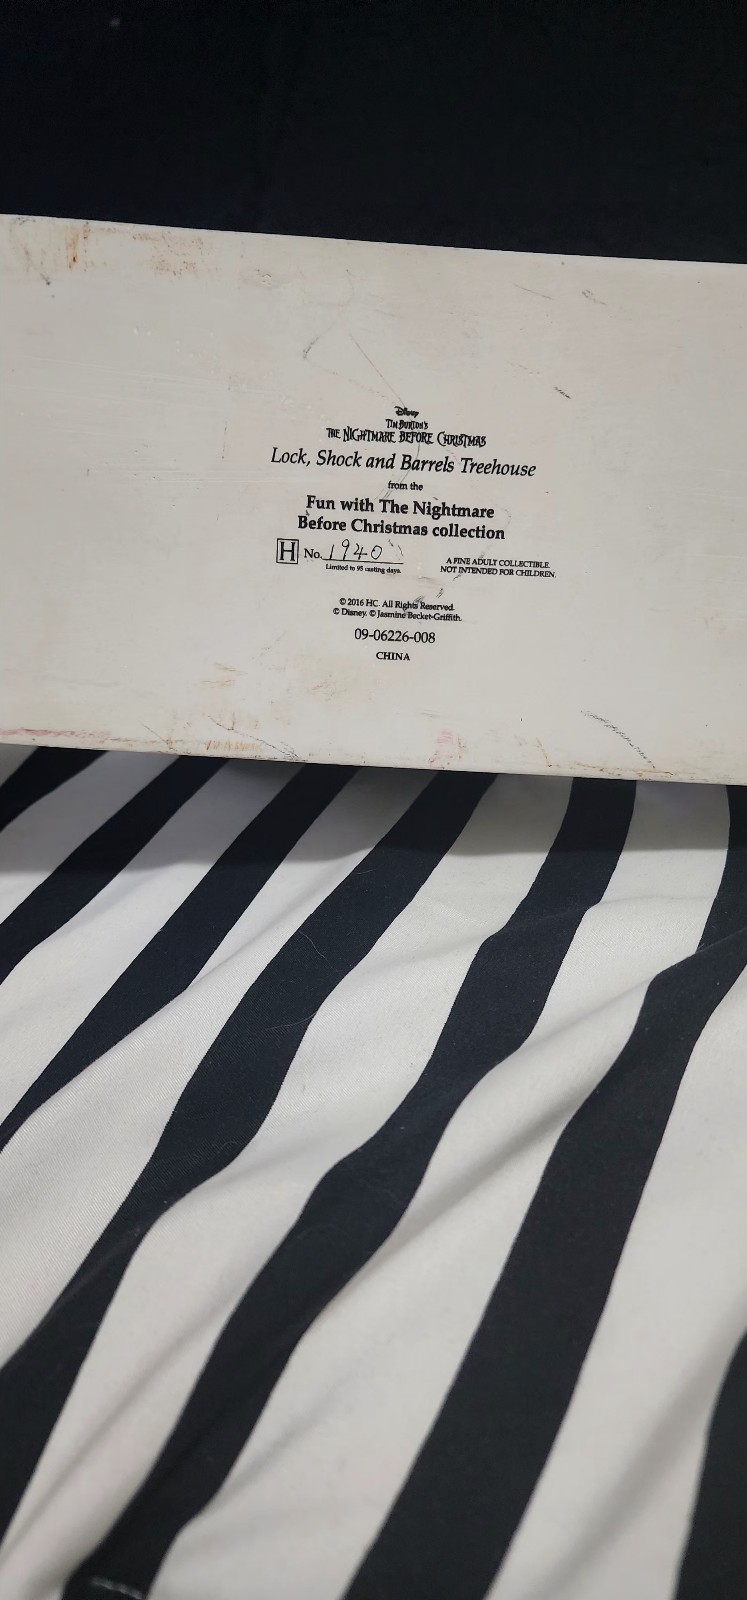 Disney
TIM BURTON'S
THE NIGHTMARE BEFORE CHRISTMAS
Lock, Shock and Barrels Treehouse
from the
Fun with The Nightmare
Before Christmas collection
H No. 1940
Limited to 95 casting days.
A FINE ADULT COLLECTIBLE.
NOT INTENDED FOR CHILDREN.
© 2016 HC. All Rights Reserved.
© Disney. © Jasmine Becket-Griffith.
09-06226-008
CHINA